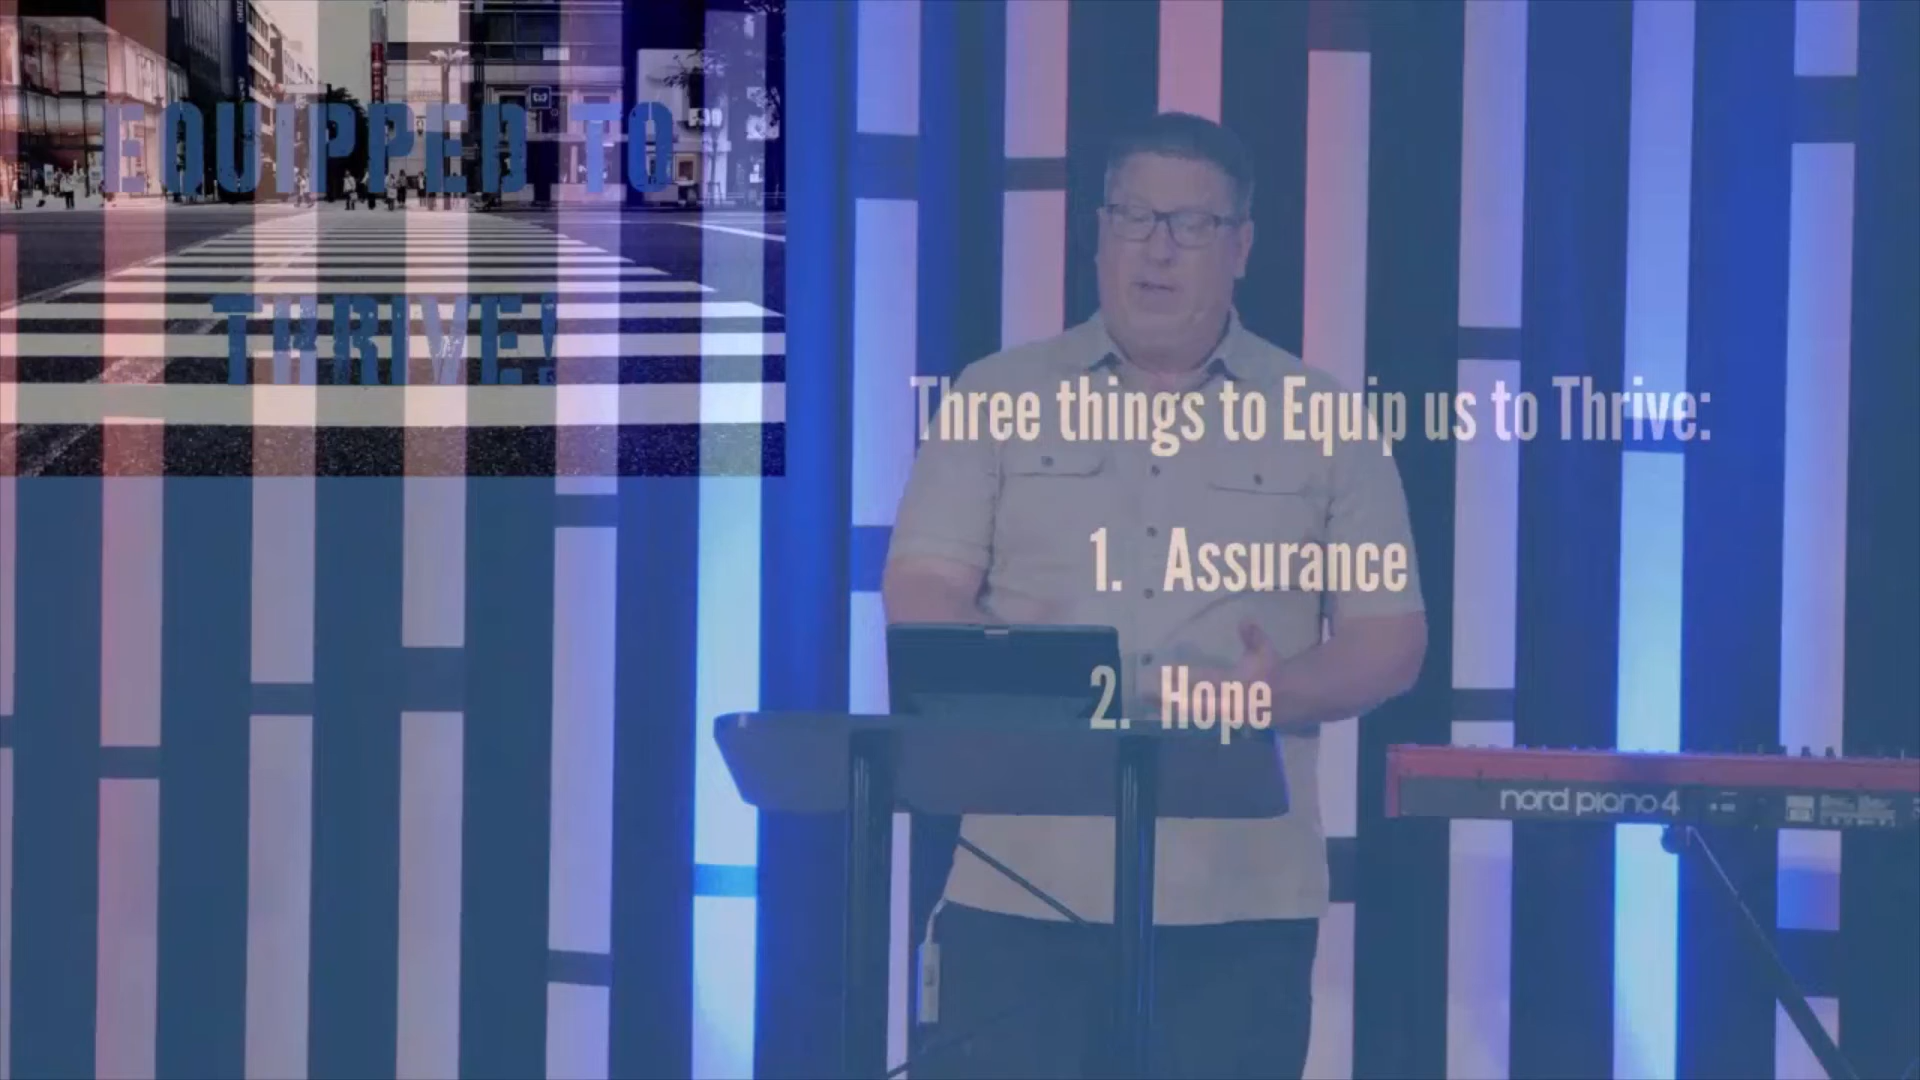 EQUIPPED TO
THRIVE!
Three things to Equip us to Thrive:
1. Assurance
2. Hope
nord piano 4